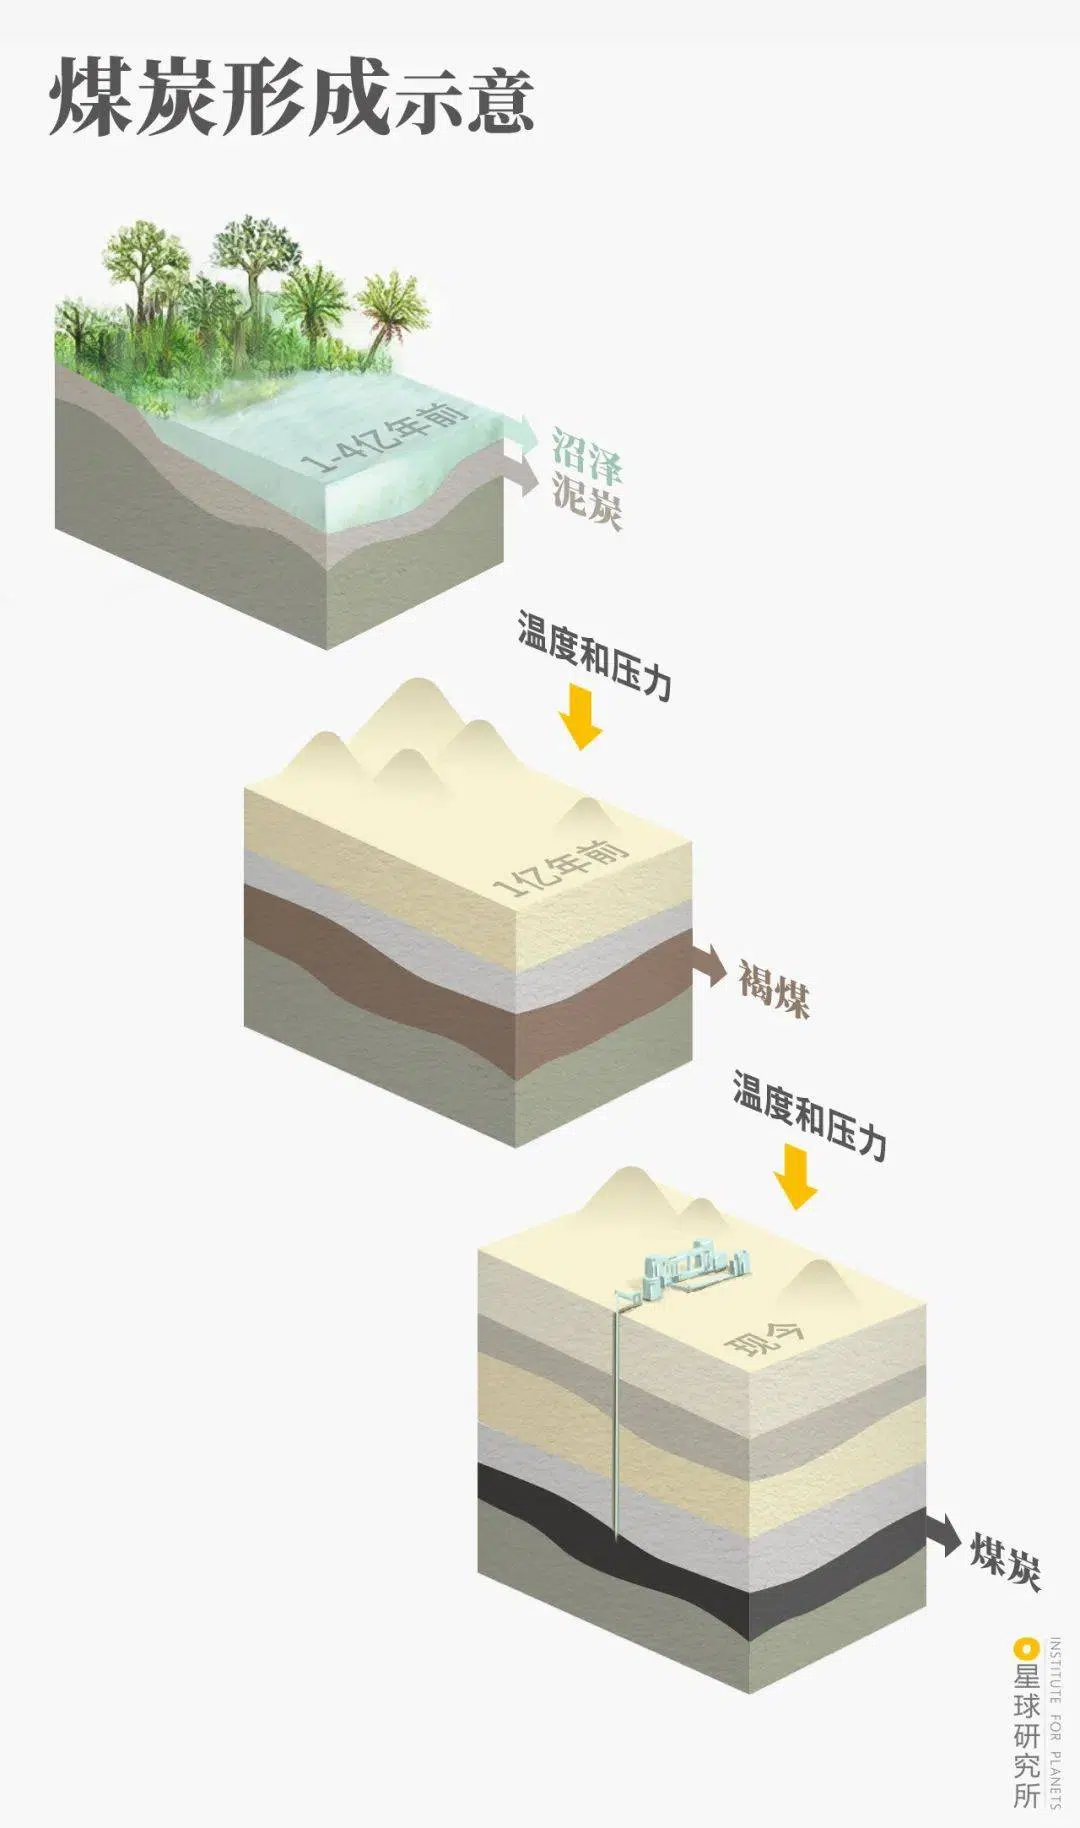 煤炭形成示意
1-4亿年前
沼泽
泥炭
温度和压力
1亿年前
褐煤
温度和压力
现今
煤炭
星球研究所
INSTITUTE FOR PLANETS